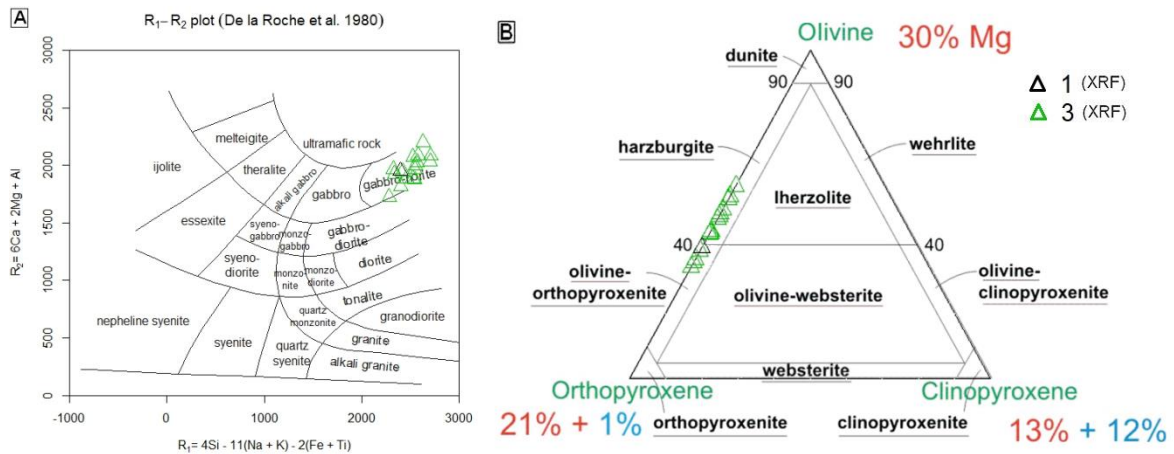 A
R₁– R₂ plot (De la Roche et al. 1980)
R₂= 6Ca + 2Mg + Al
3000
2500
2000
1500
1000
500
0
-1000
0
1000
2000
3000
R₁= 4Si - 11(Na + K) - 2(Fe + Ti)
melteigite
ultramafic rock
ijolite
theralite
alkali gabbro
gabbro
gabbro-norite
essexite
syeno-
gabbro
monzo-
gabbro
gabbro-
diorite
syeno-
diorite
monzo-
nite
monzo-
diorite
diorite
tonalite
nepheline syenite
quartz
monzonite
granodiorite
syenite
quartz
syenite
granite
alkali granite
B
Olivine
30% Mg
dunite
90
90
1 (XRF)
3 (XRF)
harzburgite
wehrlite
lherzolite
40
40
olivine-
orthopyroxenite
olivine-websterite
olivine-
clinopyroxenite
websterite
Orthopyroxene
Clinopyroxene
21% + 1%
orthopyroxenite
clinopyroxenite
13% + 12%